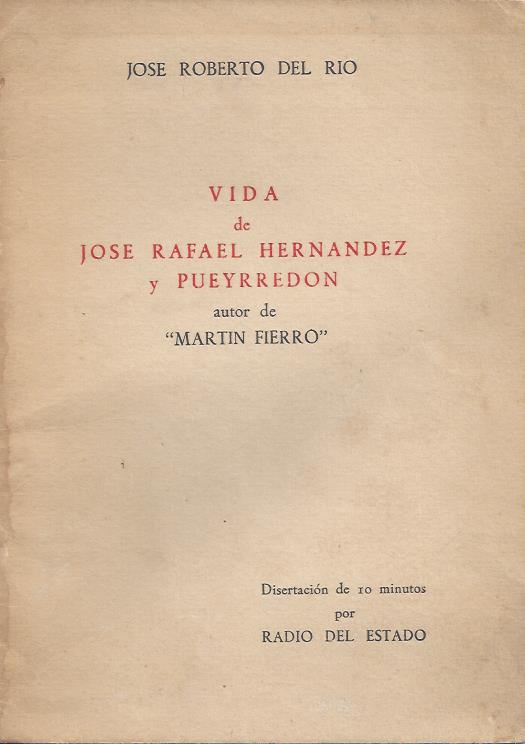 JOSE ROBERTO DEL RIO
VIDA
de
JOSE RAFAEL HERNANDEZ
y PUEYRREDON
autor de
"MARTIN FIERRO"
Disertación de 10 minutos
por
RADIO DEL ESTADO